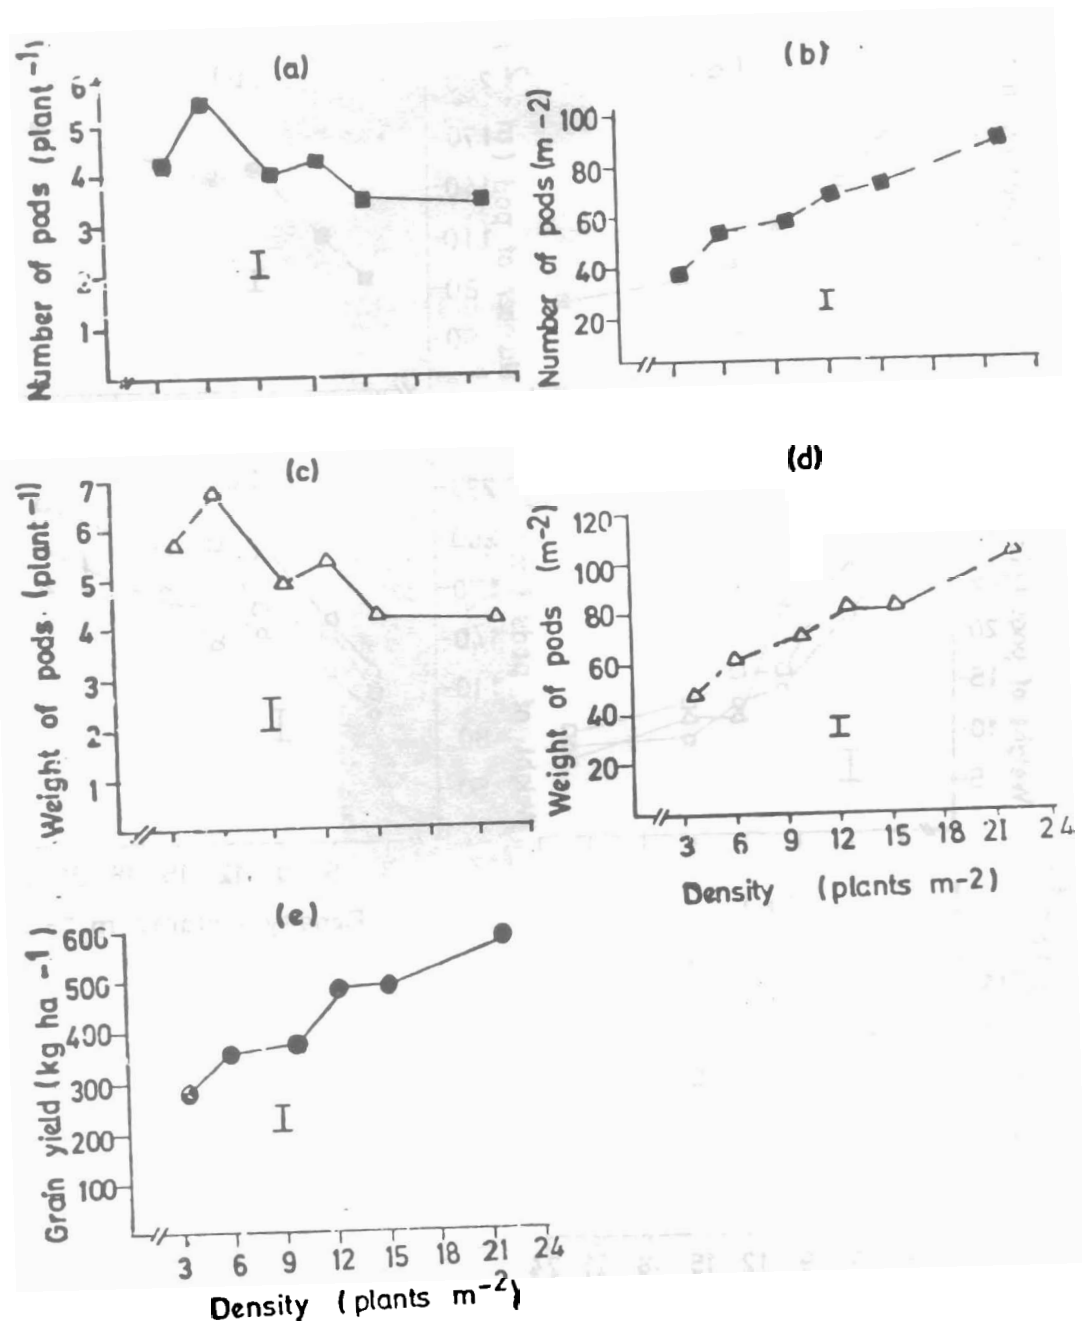 (a)
Number of pods (plant -1)
6
5
4
3
2
1
(b)
Number of pods (m -2)
100
80
60
40
20
(c)
Weight of pods (plant-1)
7
6
5
4
3
2
1
(d)
Weight of pods (m-2)
120
100
80
60
40
20
3 6 9 12 15 18 21 24
Density (plants m-2)
(e)
Grain yield (kg ha -1)
600
500
400
300
200
100
3 6 9 12 15 18 21 24
Density (plants m-2)